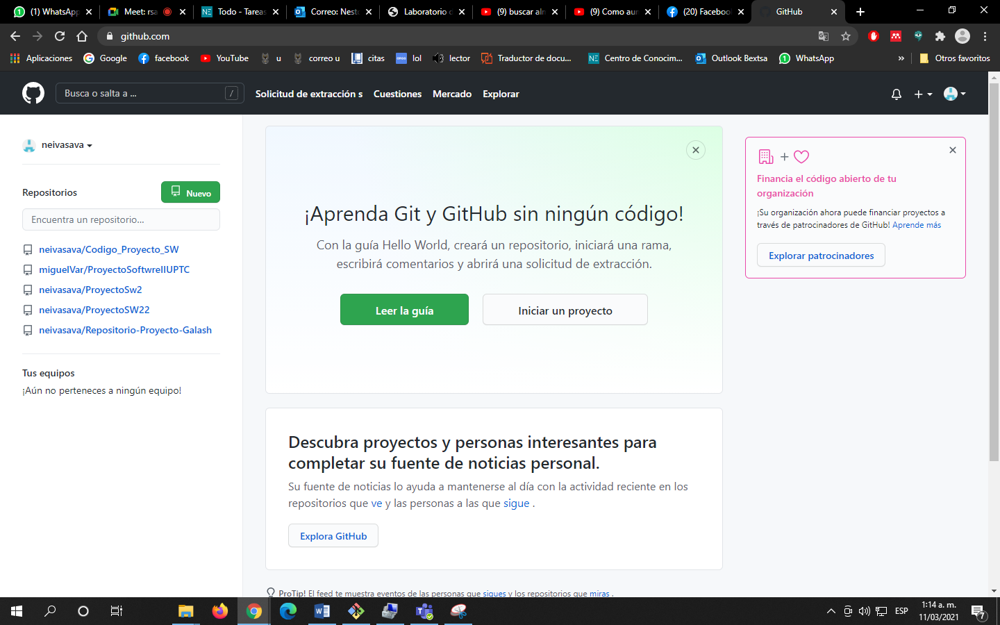 (1) WhatsApp
Meet: rsa
Todo - Tareas
Correo: Nest
Laboratorio d
(9) buscar alm
(9) Como aum
(20) Facebook
GitHub
github.com
Aplicaciones
Google
facebook
YouTube
u
correo u
citas
lol
lector
Traductor de docu...
Centro de Conocim...
Outlook Bextsa
WhatsApp
»
Otros favoritos
Busca o salta a ...
/
Solicitud de extracción s
Cuestiones
Mercado
Explorar
neivasava
Repositorios
Nuevo
Encuentra un repositorio...
neivasava/Codigo_Proyecto_SW
miguelVar/ProyectoSoftwreIIUPTC
neivasava/ProyectoSw2
neivasava/ProyectoSW22
neivasava/Repositorio-Proyecto-Galash
Tus equipos
¡Aún no perteneces a ningún equipo!
¡Aprenda Git y GitHub sin ningún código!
Con la guía Hello World, creará un repositorio, iniciará una rama,
escribirá comentarios y abrirá una solicitud de extracción.
Leer la guía
Iniciar un proyecto
Descubra proyectos y personas interesantes para
completar su fuente de noticias personal.
Su fuente de noticias lo ayuda a mantenerse al día con la actividad reciente en los
repositorios que ve y las personas a las que sigue .
Explora GitHub
ProTip! El feed te muestra eventos de las personas que sigues y los repositorios que miras .
Financia el código abierto de tu
organización
¡Su organización ahora puede financiar proyectos a
través de patrocinadores de GitHub! Aprende más
Explorar patrocinadores
ESP
1:14 a. m.
11/03/2021
7